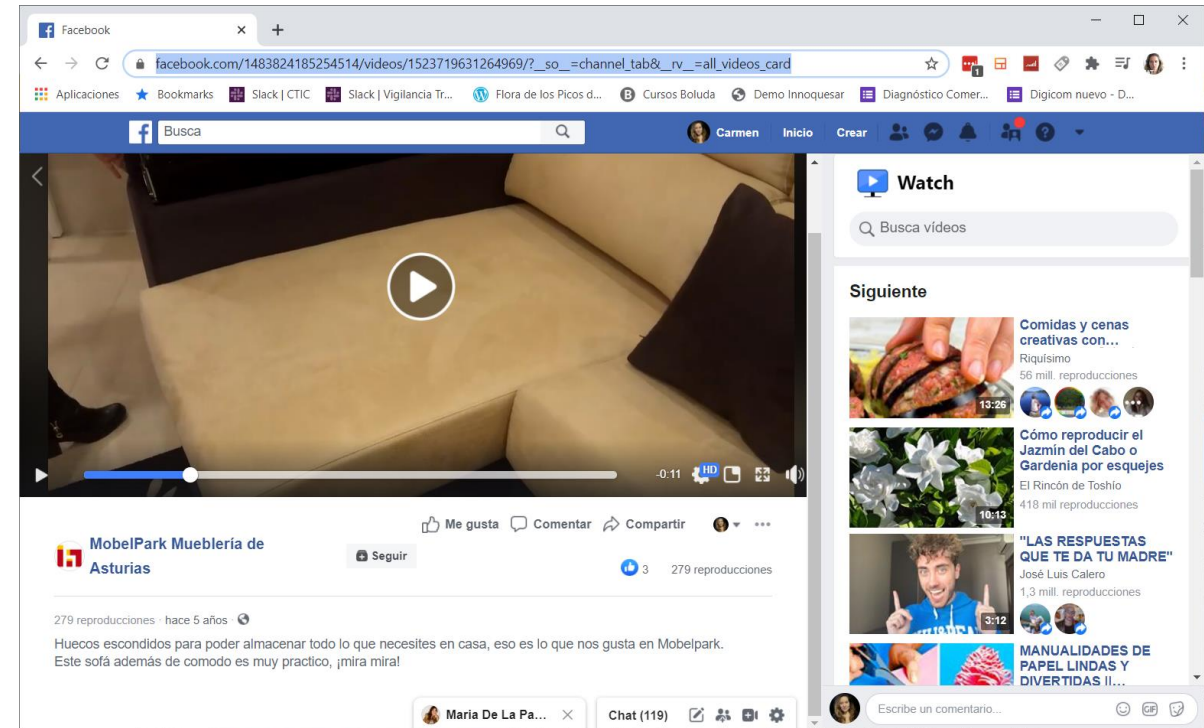 Facebook
facebook.com/1483824185254514/videos/1523719631264969/?__so__=channel_tab&__rv__=all_videos_card
1
Aplicaciones
Bookmarks
Slack | CTIC
Slack | Vigilancia Tr...
Flora de los Picos d...
Cursos Boluda
Demo Innoquesar
Diagnóstico Comer...
Digicom nuevo - D...
Busca
Carmen
Inicio
Crear
-0:11
HD
Me gusta
Comentar
Compartir
MobelPark Mueblería de
Asturias
Seguir
3
279 reproducciones
279 reproducciones · hace 5 años ·
Huecos escondidos para poder almacenar todo lo que necesites en casa, eso es lo que nos gusta en Mobelpark.
Este sofá además de comodo es muy practico, ¡mira mira!
Watch
Busca vídeos
Siguiente
13:26
Comidas y cenas
creativas con…
Riquísimo
56 mill. reproducciones
10:13
Cómo reproducir el
Jazmín del Cabo o
Gardenia por esquejes
El Rincón de Toshío
418 mil reproducciones
3:12
"LAS RESPUESTAS
QUE TE DA TU MADRE"
José Luis Calero
1,3 mill. reproducciones
MANUALIDADES DE
PAPEL LINDAS Y
DIVERTIDAS ||...
Maria De La Pa...
Chat (119)
Escribe un comentario...
GIF